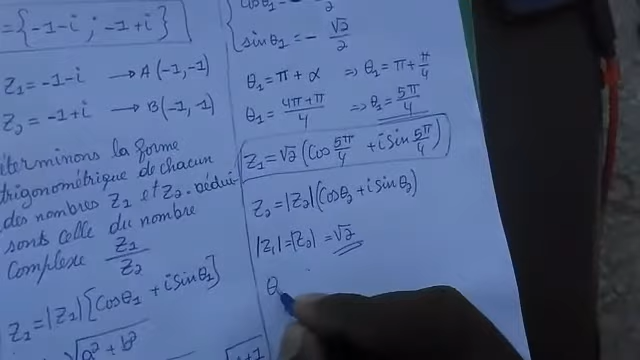 ={-1-i ; -1+i}
Z1 = -1-i → A(-1,-1)
Z2 = -1+i → B(-1,-1)
éterminons la forme
trigonométrique de chacun
des nombres Z1 et Z2. Dédui-
sons celle du nombre
Complexe Z1/Z2
Z1 = |Z1|[Cosθ1 + isinθ1]
√a²+b²
sinθ1 = - √2/2
θ1 = π + α ⇒ θ1 = π + π/4
θ1 = 4π+π/4 ⇒ θ1 = 5π/4
Z1 = √2 (Cos 5π/4 + i Sin 5π/4)
Z2 = |Z2|(Cosθ2 + isinθ2)
|Z1| = |Z2| = √2
θ